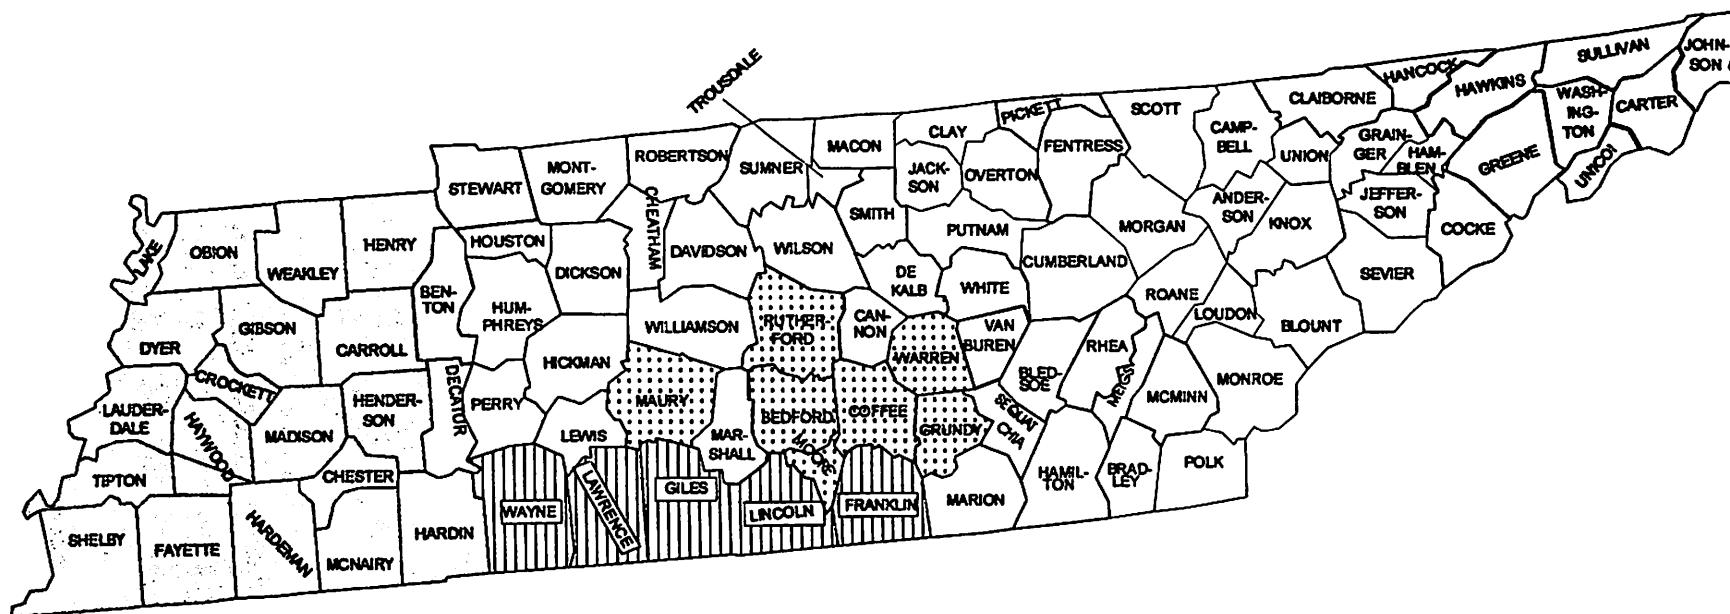 TROUSDALE
LAKE
OBION
WEAKLEY
HENRY
STEWART
MONT-
GOMERY
ROBERTSON
SUMNER
MACON
CLAY
PICKETT
SCOTT
CAMP-
BELL
CLAIBORNE
HANCOCK
HAWKINS
SULLIVAN
JOHN-
SON
CARTER
WASH-
ING-
TON
UNICOI
GREENE
HAM-
BLEN
GRAIN-
GER
UNION
JEFFER-
SON
COCKE
SEVIER
KNOX
ANDER-
SON
MORGAN
FENTRESS
OVERTON
JACK-
SON
SMITH
PUTNAM
CUMBERLAND
WHITE
DE
KALB
WILSON
DAVIDSON
CHEATHAM
DICKSON
HOUSTON
HUM-
PHREYS
BEN-
TON
CARROLL
GIBSON
DYER
CROCKETT
LAUDER-
DALE
HAYWOOD
MADISON
HENDER-
SON
DECATUR
PERRY
HICKMAN
WILLIAMSON
RUTHER-
FORD
CAN-
NON
WARREN
VAN
BUREN
BLED-
SOE
RHEA
ROANE
LOUDON
BLOUNT
MONROE
MCMINN
MEIGS
SEQUAT
CHIA
GRUNDY
COFFEE
BEDFORD
MOORE
MAR-
SHALL
MAURY
LEWIS
TIPTON
CHESTER
SHELBY
FAYETTE
HARDEMAN
MCNAIRY
HARDIN
WAYNE
LAWRENCE
GILES
LINCOLN
FRANKLIN
MARION
HAMIL-
TON
BRAD-
LEY
POLK